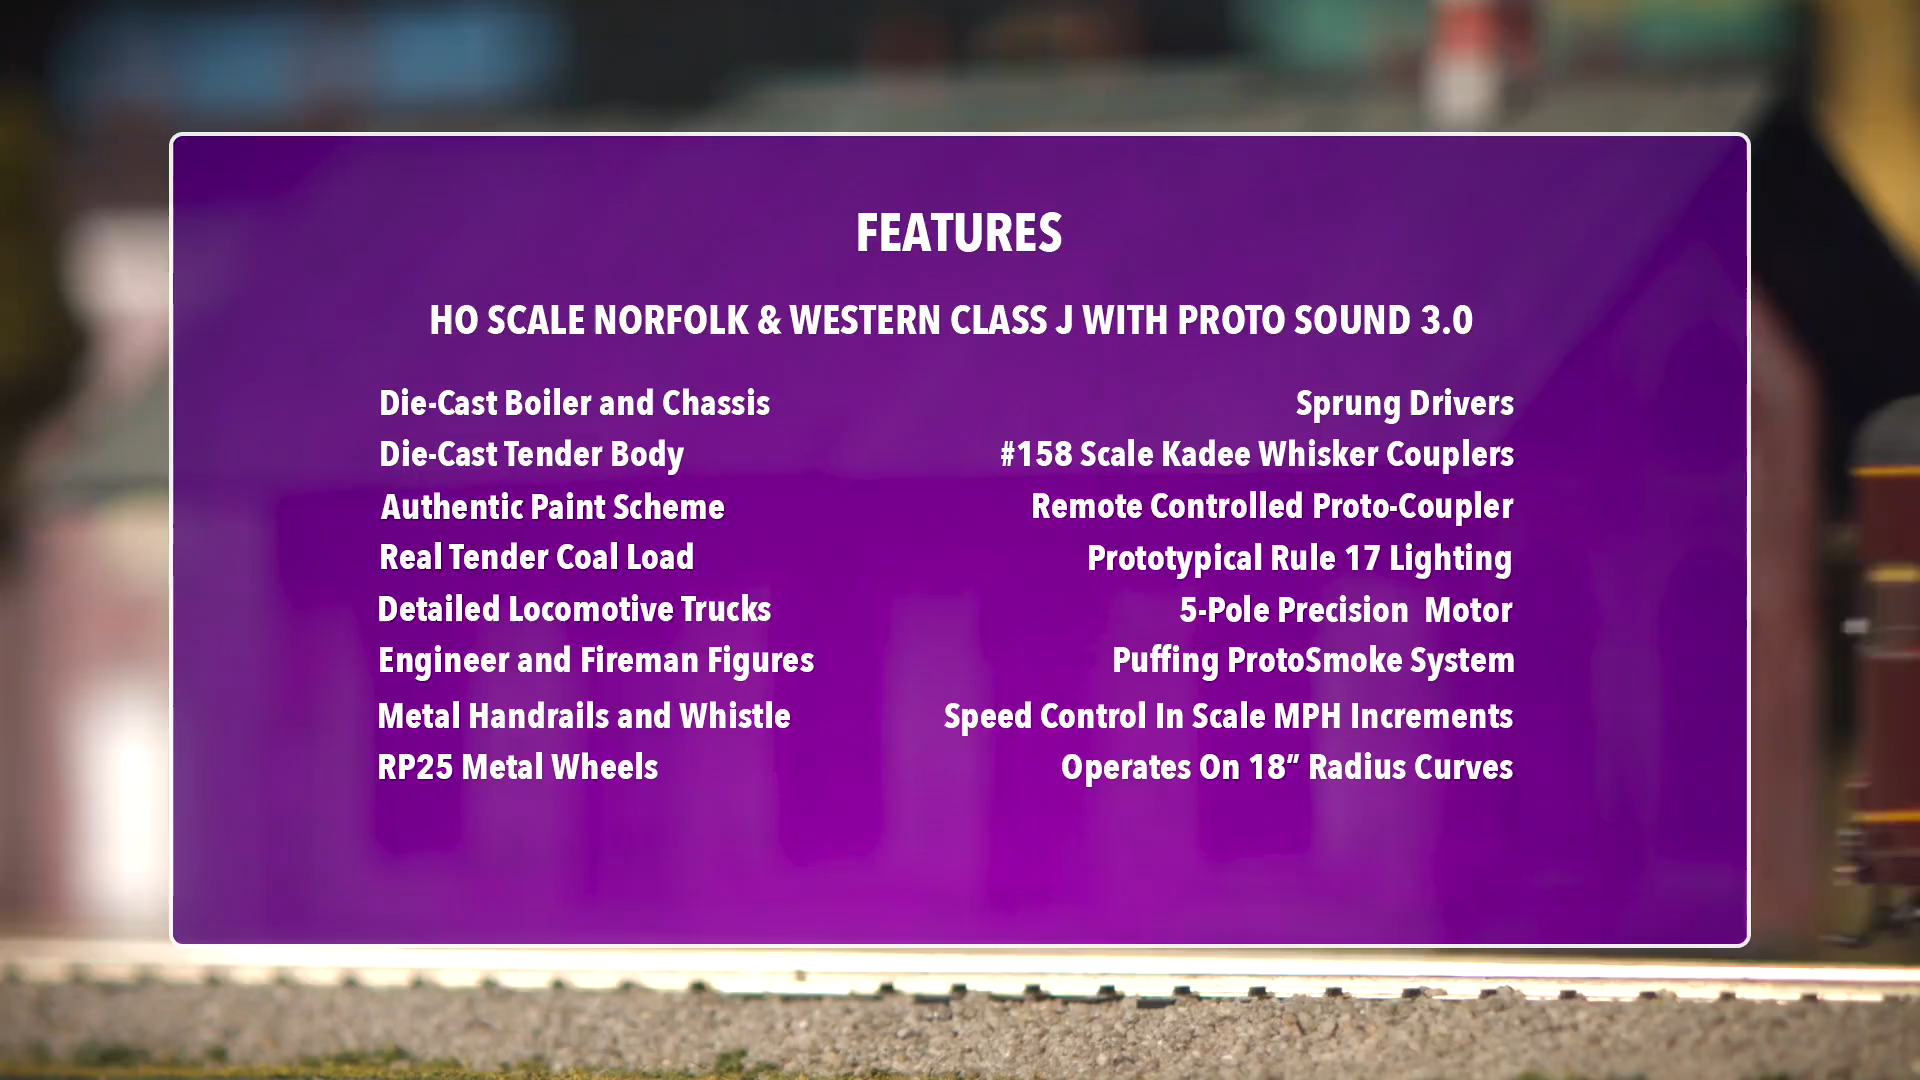 FEATURES
HO SCALE NORFOLK & WESTERN CLASS J WITH PROTO SOUND 3.0
Die-Cast Boiler and Chassis
Die-Cast Tender Body
Authentic Paint Scheme
Real Tender Coal Load
Detailed Locomotive Trucks
Engineer and Fireman Figures
Metal Handrails and Whistle
RP25 Metal Wheels
Sprung Drivers
#158 Scale Kadee Whisker Couplers
Remote Controlled Proto-Coupler
Prototypical Rule 17 Lighting
5-Pole Precision  Motor
Puffing ProtoSmoke System
Speed Control In Scale MPH Increments
Operates On 18” Radius Curves